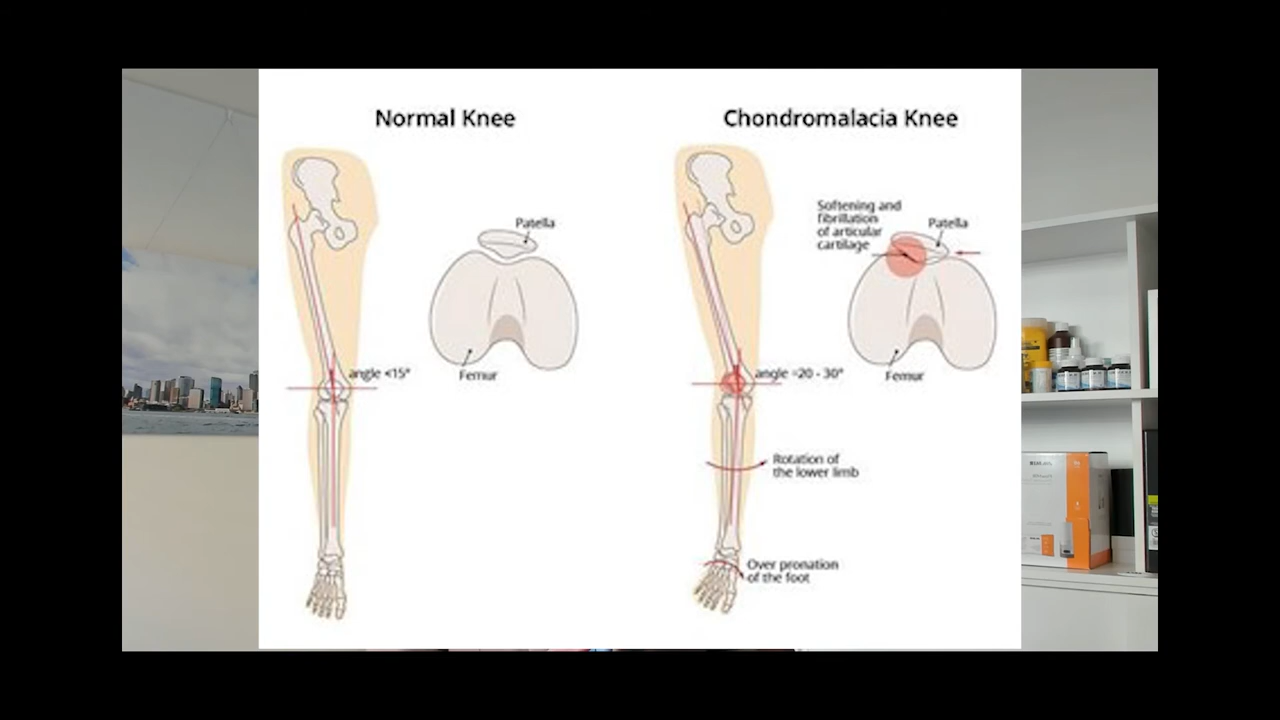 Normal Knee
Patella
angle <15°
Femur
Chondromalacia Knee
Softening and
fibrillation
of articular
cartilage
Patella
angle =20 - 30°
Femur
Rotation of
the lower limb
Over pronation
of the foot